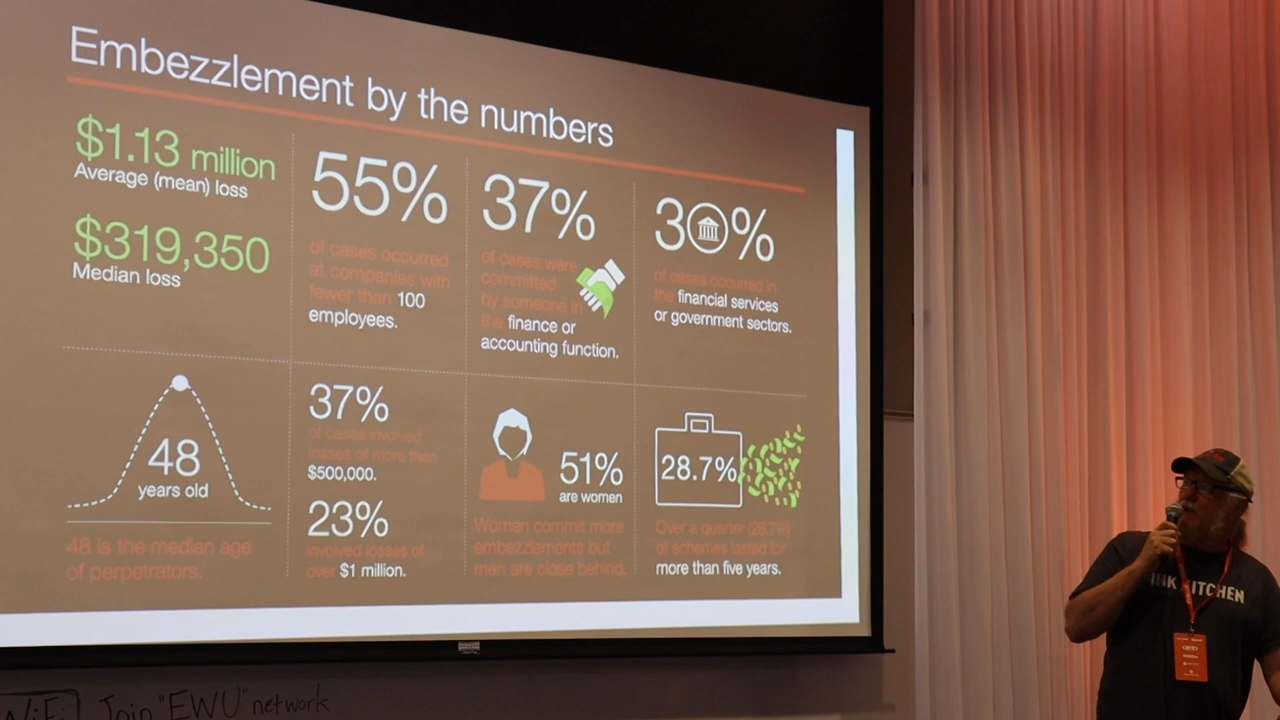 Embezzlement by the numbers
$1.13 million
Average (mean) loss
$319,350
Median loss
55%
of cases occurred
at companies with
fewer than 100
employees.
37%
of cases were
committed
by someone in
the finance or
accounting function.
30%
of cases occurred in
the financial services
or government sectors.
48
years old
48 is the median age
of perpetrators.
37%
of cases involved
losses of more than
$500,000.
23%
involved losses of
over $1 million.
51%
are women
Women commit more
embezzlements but
men are close behind.
28.7%
Over a quarter (28.7%)
of schemes lasted for
more than five years.
INK KITCHEN
WiFi Join "EWU" network